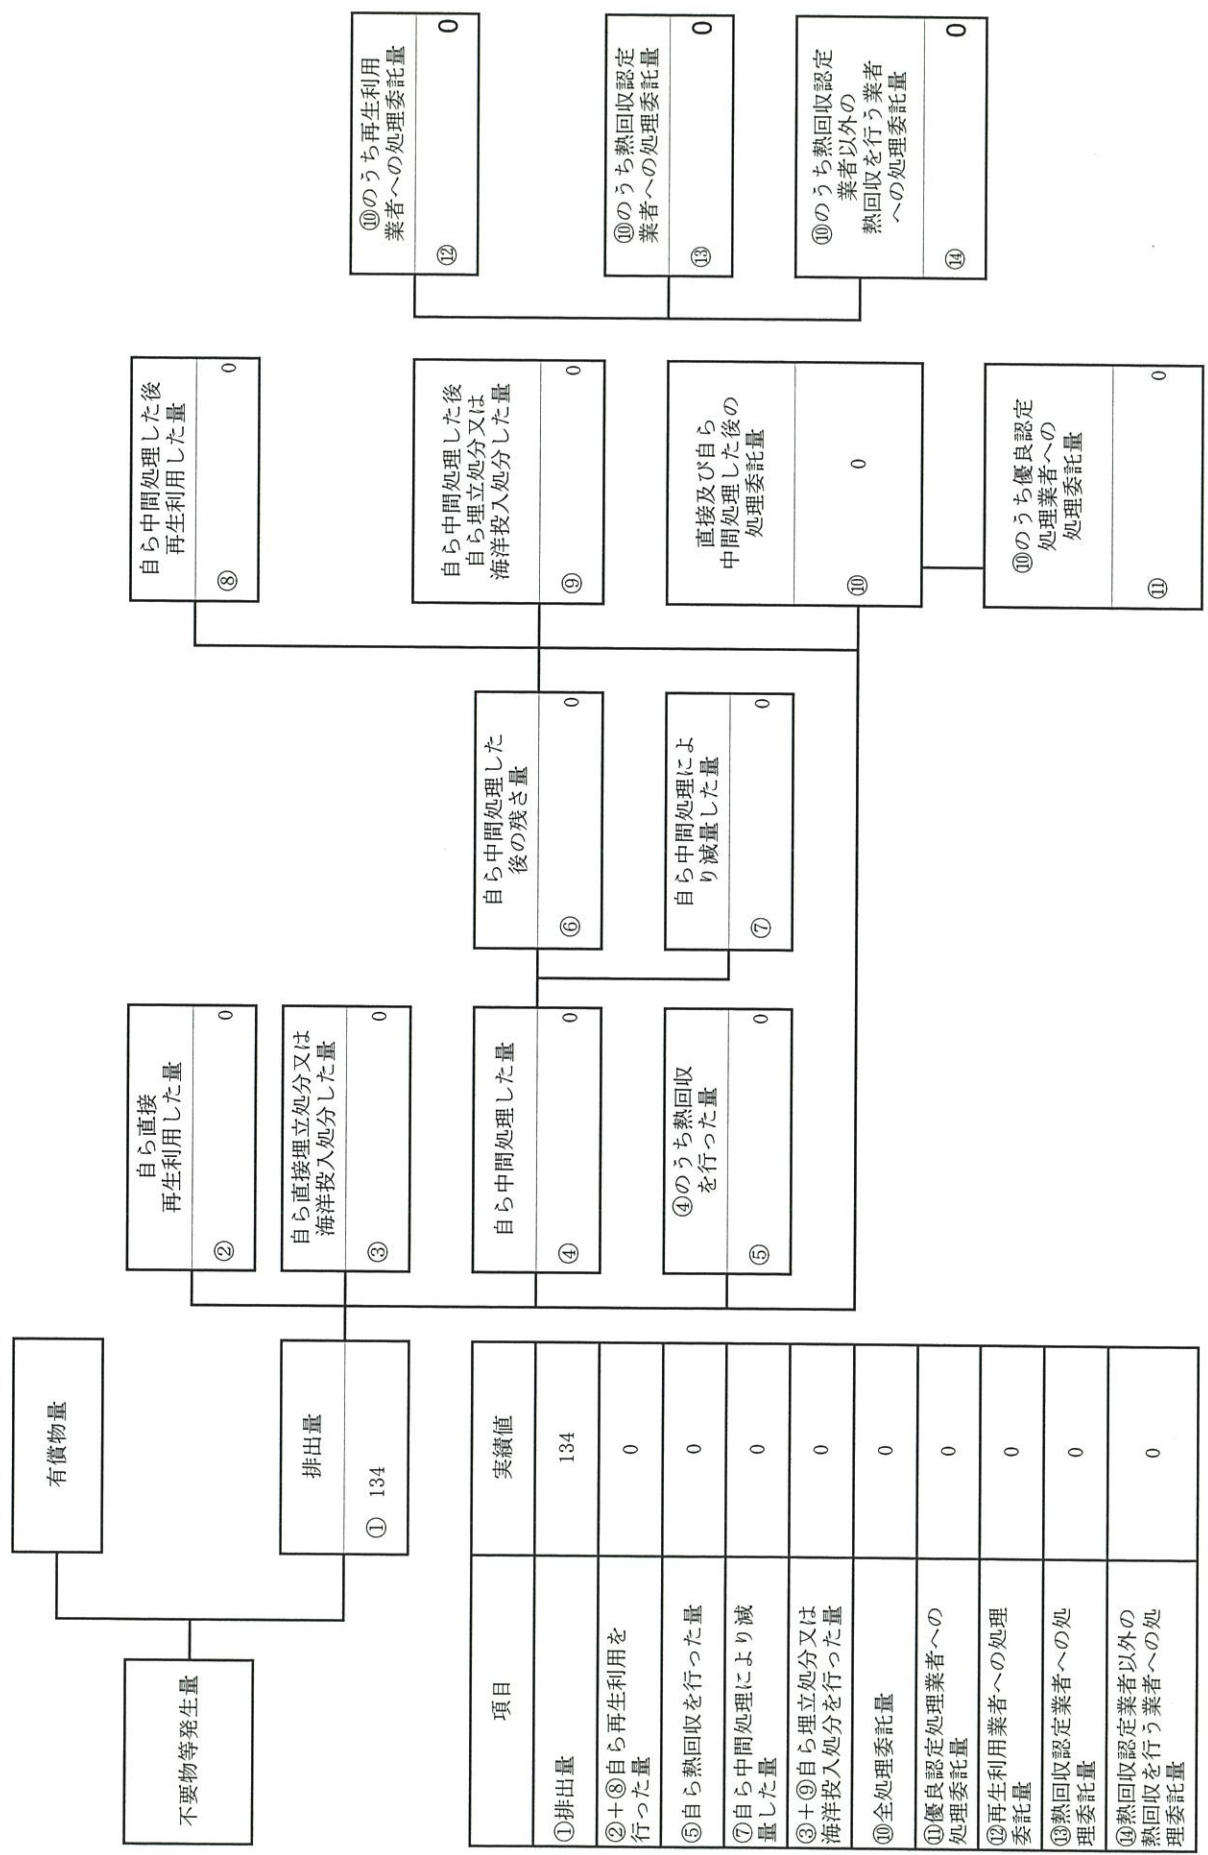 不要物等発生量
有償物量
排出量
① 134
自ら直接
再生利用した量
② 0
自ら直接埋立処分又は
海洋投入処分した量
③ 0
自ら中間処理した量
④ 0
④のうち熱回収
を行った量
⑤ 0
自ら中間処理した
後の残さ量
⑥ 0
自ら中間処理によ
り減量した量
⑦ 0
自ら中間処理した後
再生利用した量
⑧ 0
自ら中間処理した後
自ら埋立処分又は
海洋投入処分した量
⑨ 0
直接及び自ら
中間処理した後の
処理委託量
⑩ 0
⑩のうち優良認定
処理業者への
処理委託量
⑪ 0
⑩のうち再生利用
業者への処理委託量
⑫ 0
⑩のうち熱回収認定
業者への処理委託量
⑬ 0
⑩のうち熱回収認定
業者以外の
熱回収を行う業者
への処理委託量
⑭ 0
項目 実績値
①排出量 134
②+⑧自ら再生利用を
行った量 0
⑤自ら熱回収を行った量 0
⑦自ら中間処理により減
量した量 0
③+⑨自ら埋立処分又は
海洋投入処分を行った量 0
⑩全処理委託量 0
⑪優良認定処理業者への
処理委託量 0
⑫再生利用業者への処理
委託量 0
⑬熱回収認定業者への処
理委託量 0
⑭熱回収認定業者以外の
熱回収を行う業者への処
理委託量 0